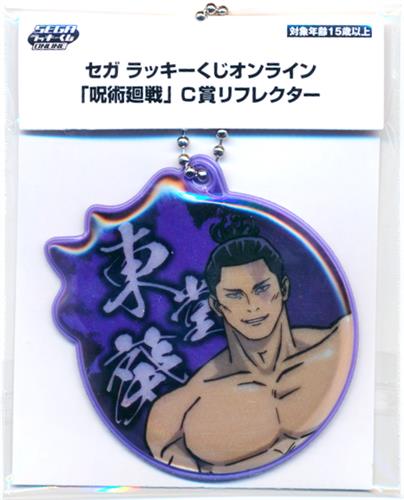 SEGA
ラッキーくじ
ONLINE
対象年齢15歳以上
セガ ラッキーくじオンライン
「呪術廻戦」C賞リフレクター
東堂
葵